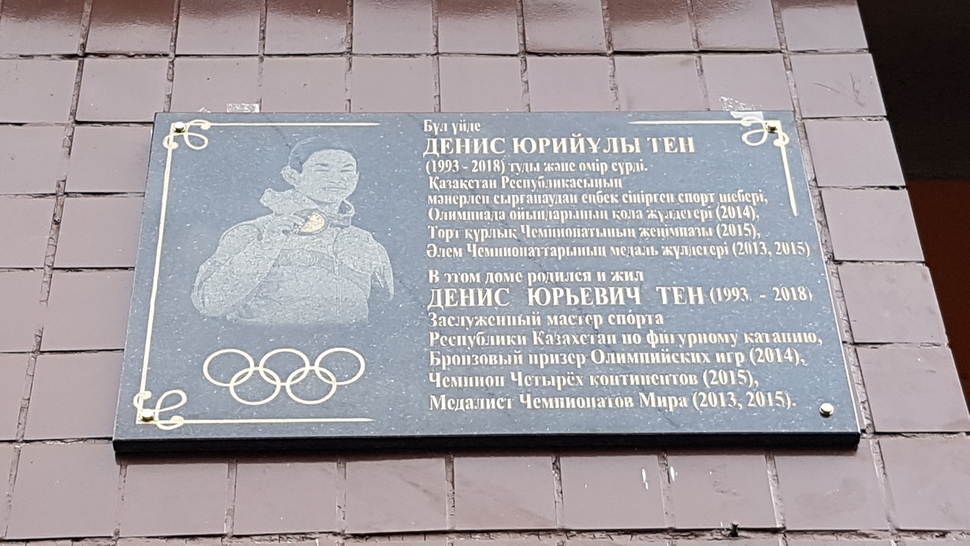 Бұл үйде
ДЕНИС ЮРИЙҰЛЫ ТЕН
(1993 - 2018) туды және өмір сүрді.
Қазақстан Республикасының
мәнерлеп сырғанаудан еңбек сіңірген спорт шебері,
Олимпиада ойындарының қола жүлдегері (2014),
Төрт құрлық Чемпионатының жеңімпазы (2015),
Әлем Чемпионаттарының медаль жүлдегері (2013, 2015)
В этом доме родился и жил
ДЕНИС ЮРЬЕВИЧ ТЕН (1993 - 2018)
Заслуженный мастер спорта
Республики Казахстан по фигурному катанию,
Бронзовый призер Олимпийских игр (2014),
Чемпион Четырёх континентов (2015),
Медалист Чемпионатов Мира (2013, 2015).